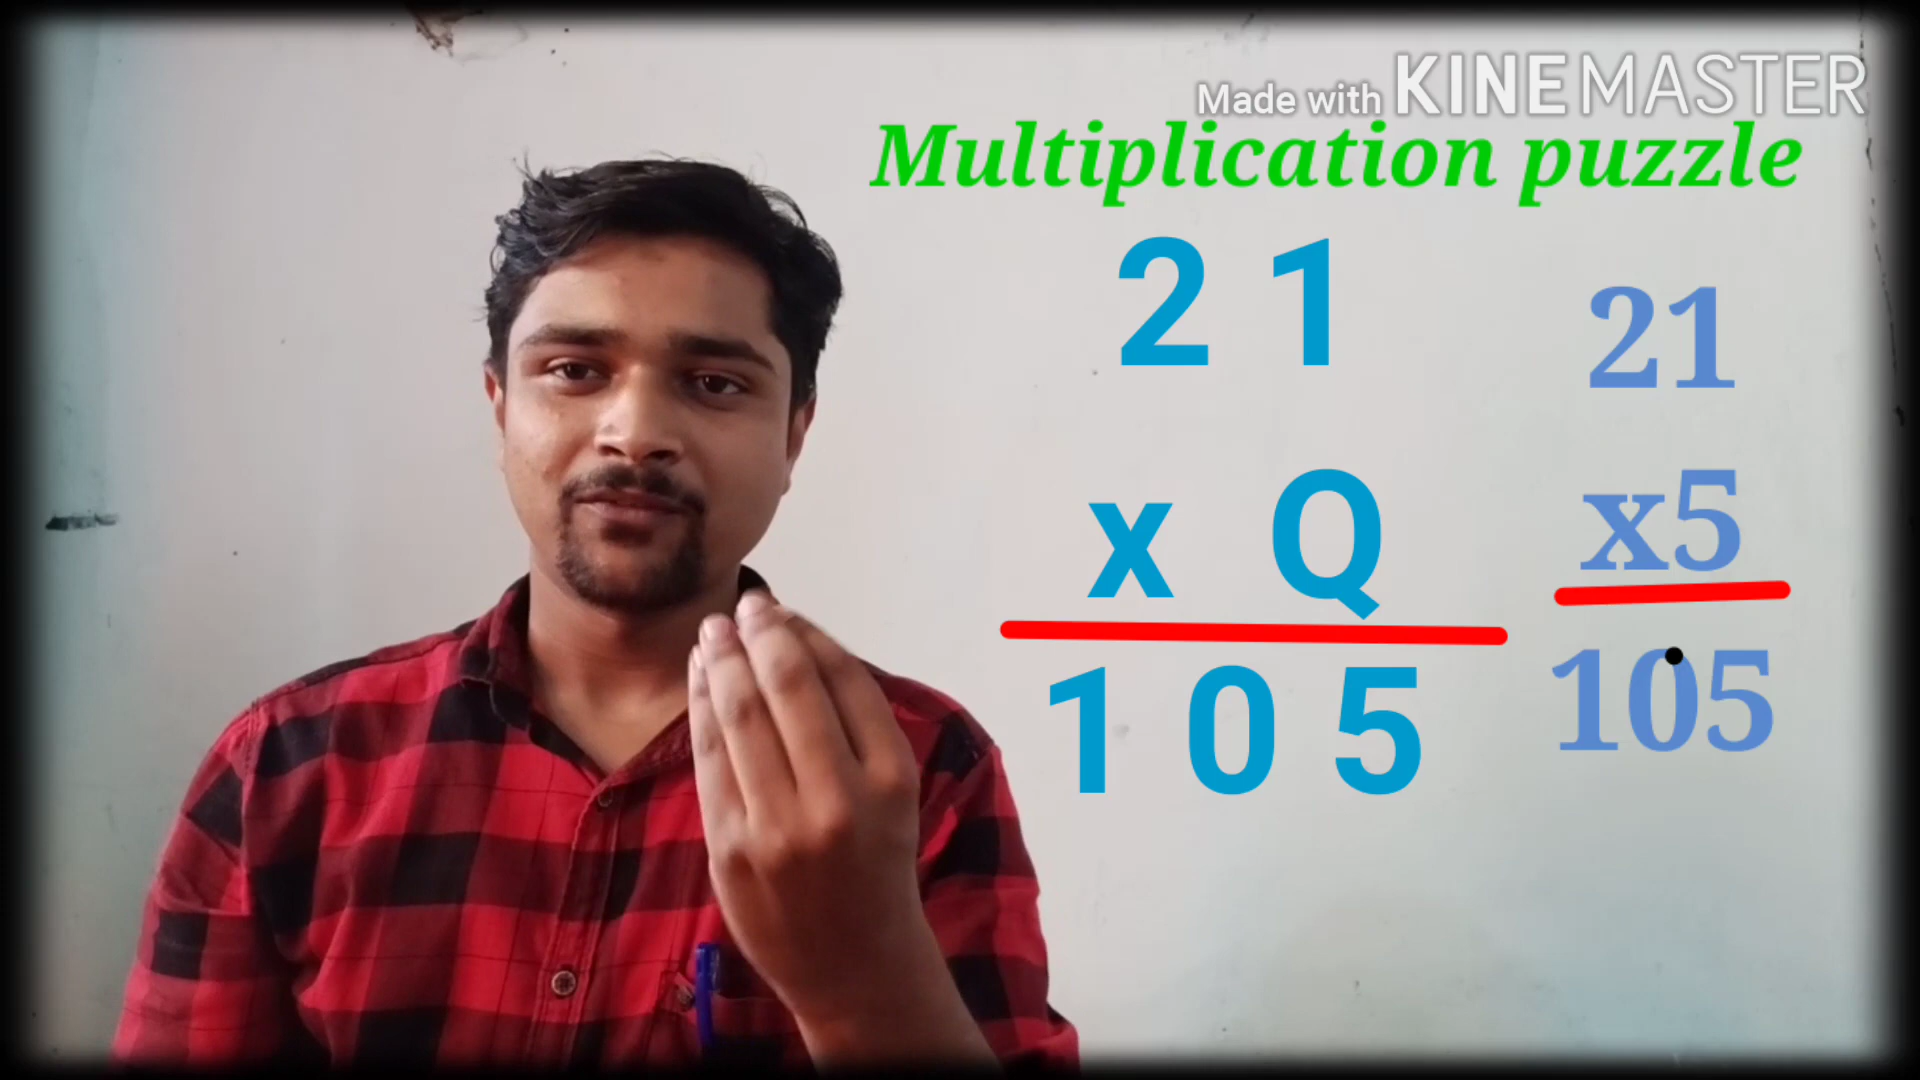 Made with KINEMASTER
Multiplication puzzle
2 1
x Q
1 0 5
21
x5
105